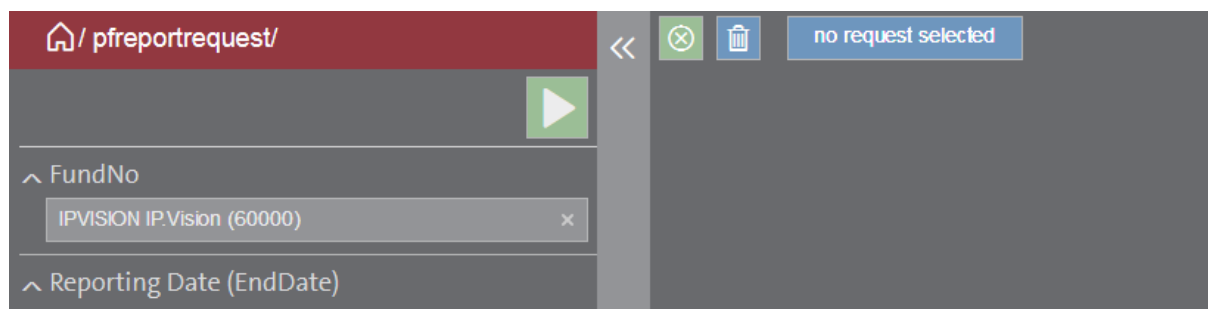 / pfreportrequest/
no request selected
FundNo
IPVISION IP.Vision (60000)
Reporting Date (EndDate)